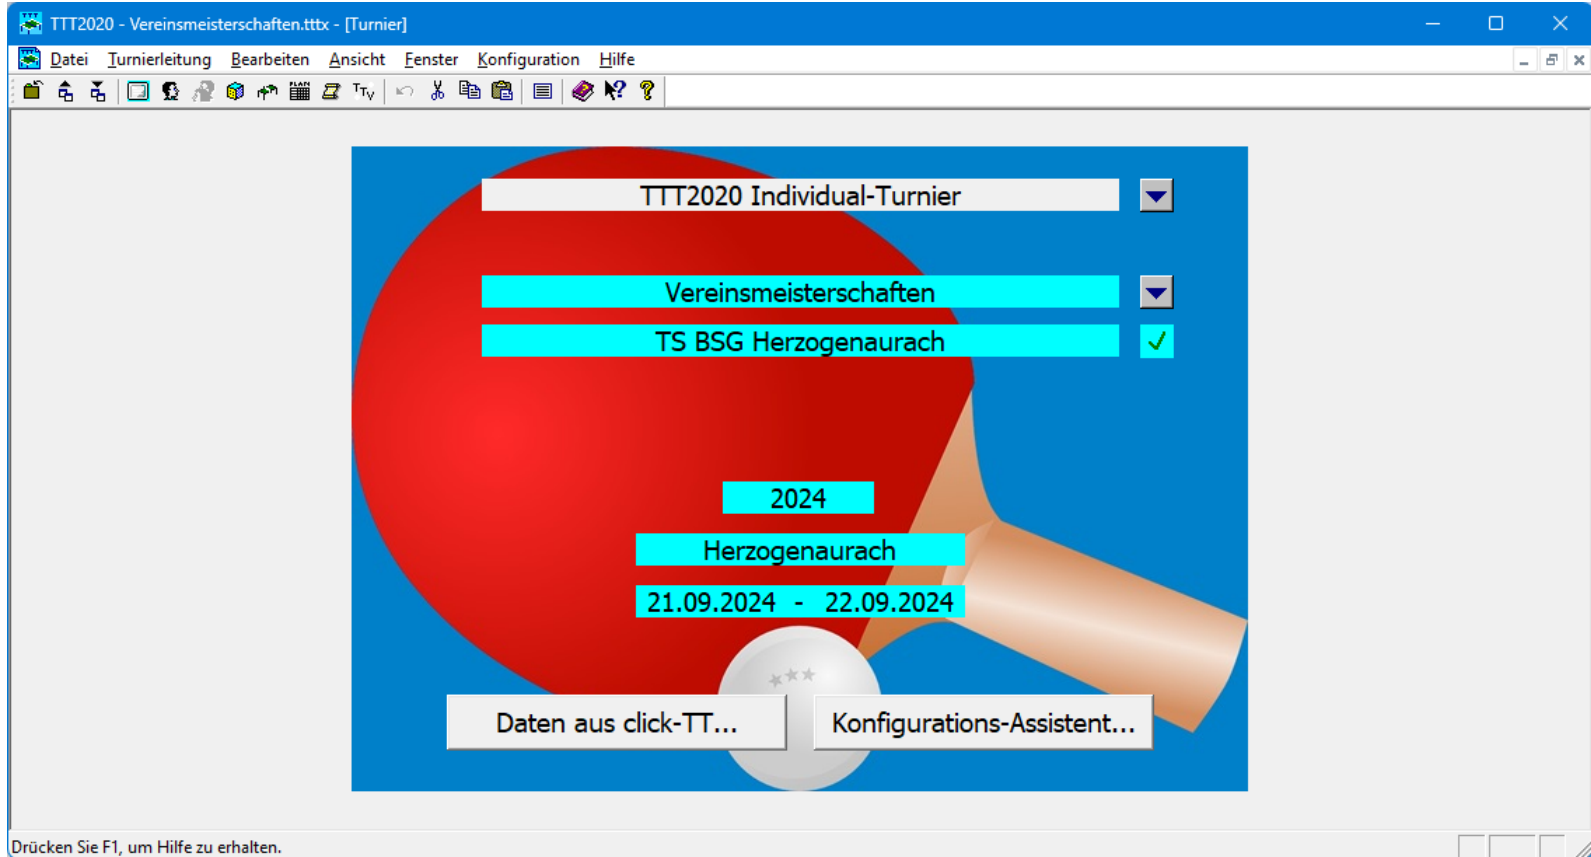 TTT2020 - Vereinsmeisterschaften.tttx - [Turnier]
Datei Turnierleitung Bearbeiten Ansicht Fenster Konfiguration Hilfe
TTT2020 Individual-Turnier
Vereinsmeisterschaften
TS BSG Herzogenaurach
2024
Herzogenaurach
21.09.2024 - 22.09.2024
Daten aus click-TT... Konfigurations-Assistent...
Drücken Sie F1, um Hilfe zu erhalten.